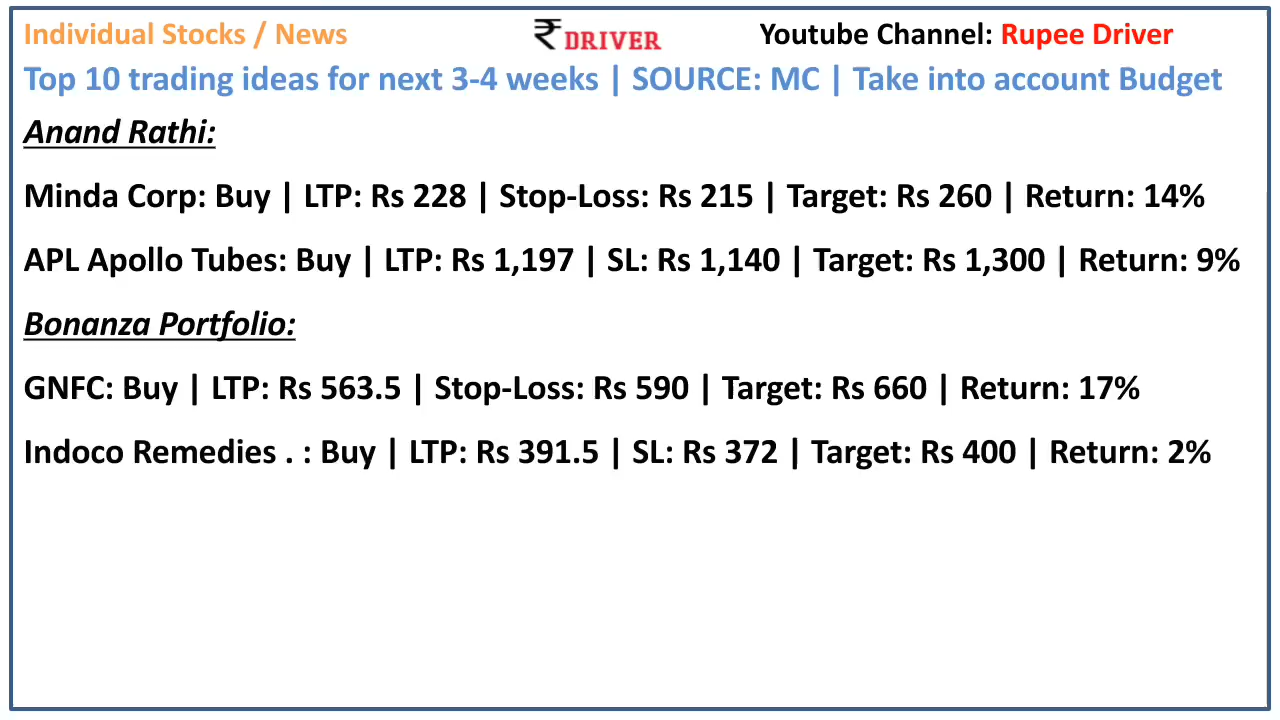 Individual Stocks / News
₹ DRIVER
Youtube Channel: Rupee Driver
Top 10 trading ideas for next 3-4 weeks | SOURCE: MC | Take into account Budget
Anand Rathi:
Minda Corp: Buy | LTP: Rs 228 | Stop-Loss: Rs 215 | Target: Rs 260 | Return: 14%
APL Apollo Tubes: Buy | LTP: Rs 1,197 | SL: Rs 1,140 | Target: Rs 1,300 | Return: 9%
Bonanza Portfolio:
GNFC: Buy | LTP: Rs 563.5 | Stop-Loss: Rs 590 | Target: Rs 660 | Return: 17%
Indoco Remedies . : Buy | LTP: Rs 391.5 | SL: Rs 372 | Target: Rs 400 | Return: 2%